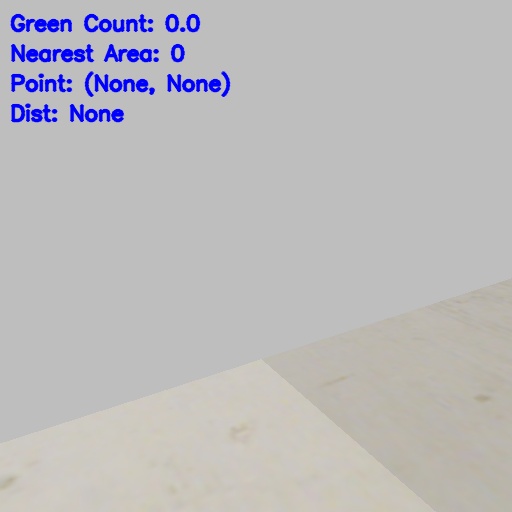 Green Count: 0.0
Nearest Area: 0
Point: (None, None)
Dist: None